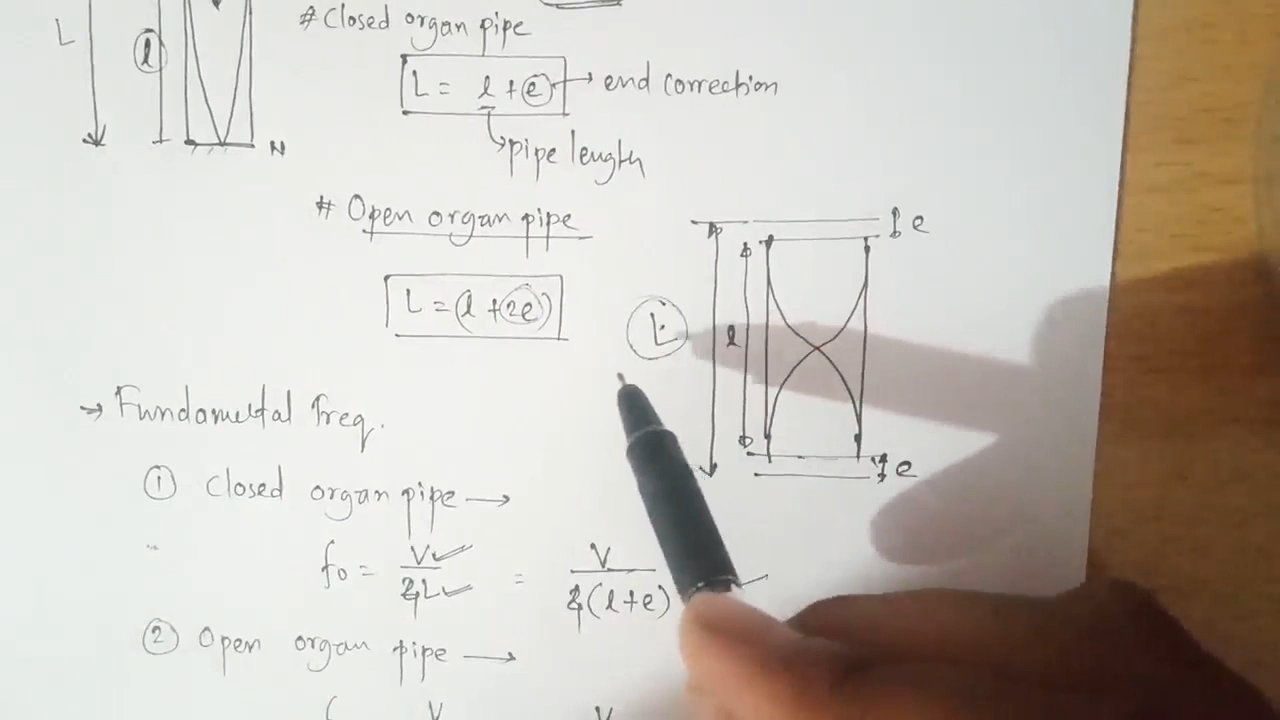 # Closed organ pipe
L
l
L = l + e → end correction
pipe length
N
# Open organ pipe
e
L = (l + 2e)
L
l
→ Fundamental freq.
e
① Closed organ pipe →
f₀ = V/4L = V/4(l+e)
② Open organ pipe →
V V